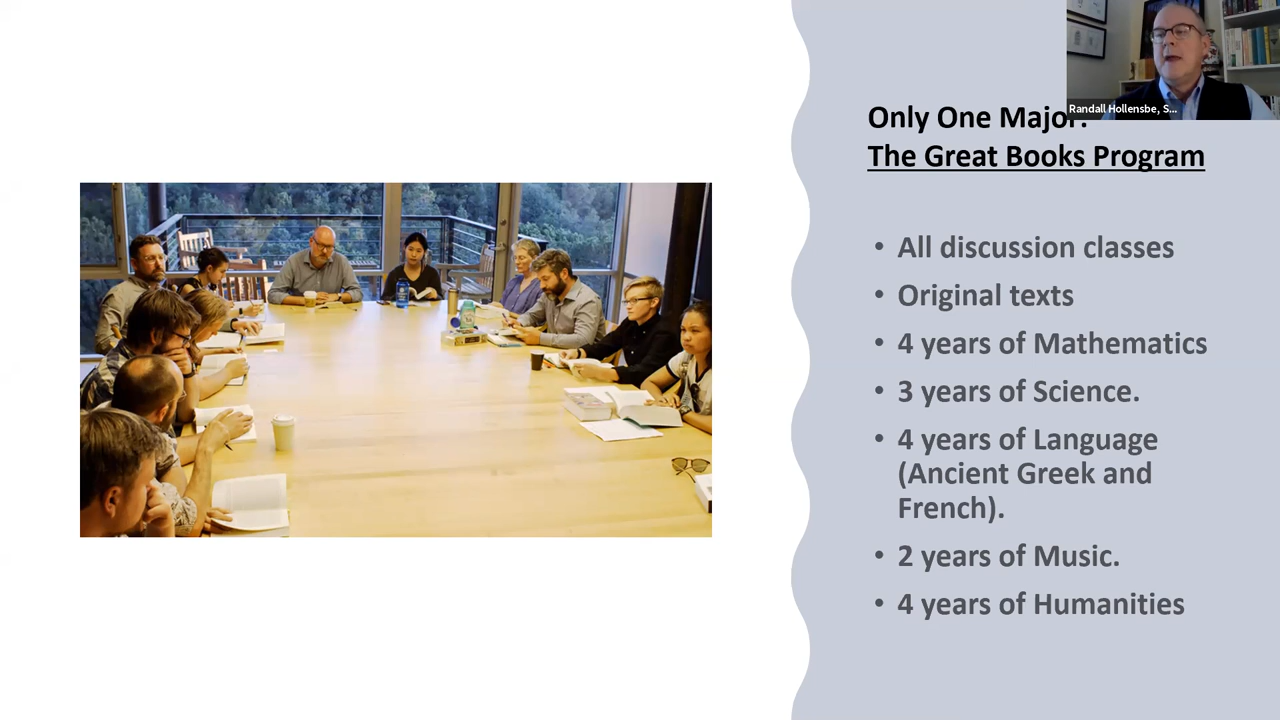 Randall Hollensbe, S...
Only One Major:
The Great Books Program
• All discussion classes
• Original texts
• 4 years of Mathematics
• 3 years of Science.
• 4 years of Language
(Ancient Greek and
French).
• 2 years of Music.
• 4 years of Humanities